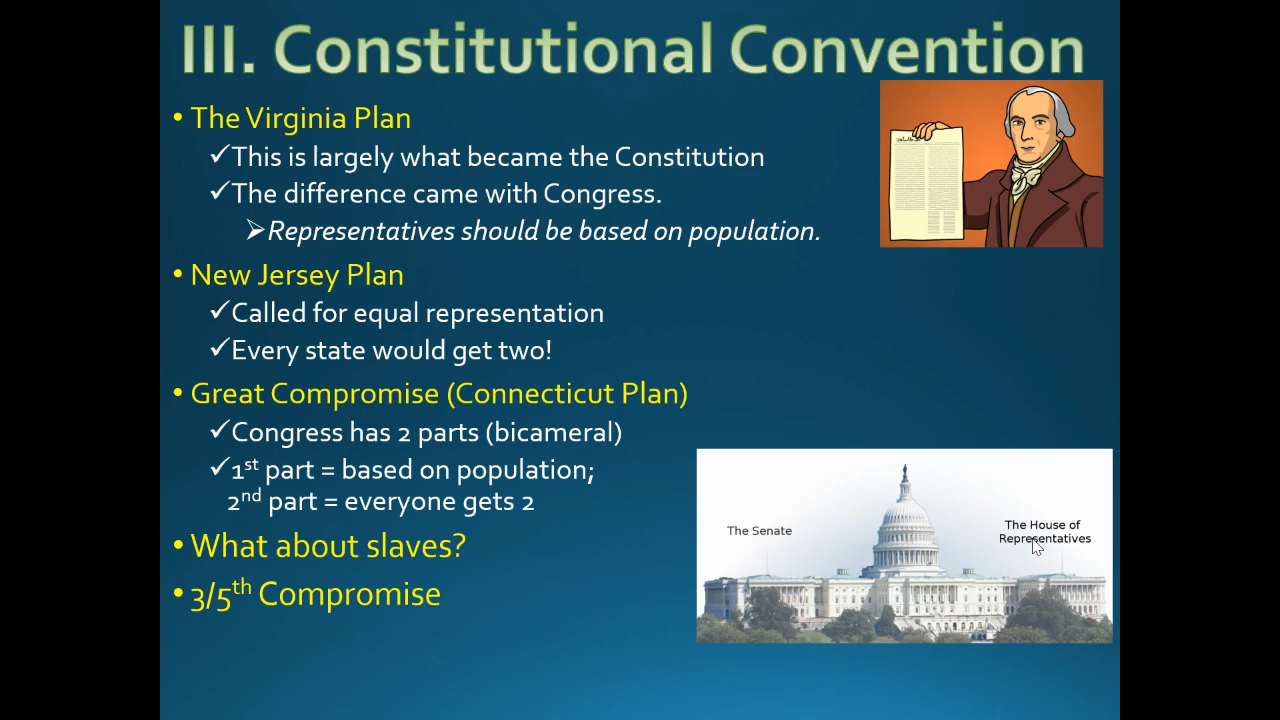 III. Constitutional Convention
• The Virginia Plan
✓This is largely what became the Constitution
✓The difference came with Congress.
➢Representatives should be based on population.
• New Jersey Plan
✓Called for equal representation
✓Every state would get two!
• Great Compromise (Connecticut Plan)
✓Congress has 2 parts (bicameral)
✓1st part = based on population;
2nd part = everyone gets 2
• What about slaves?
• 3/5th Compromise
The Senate
The House of
Representatives